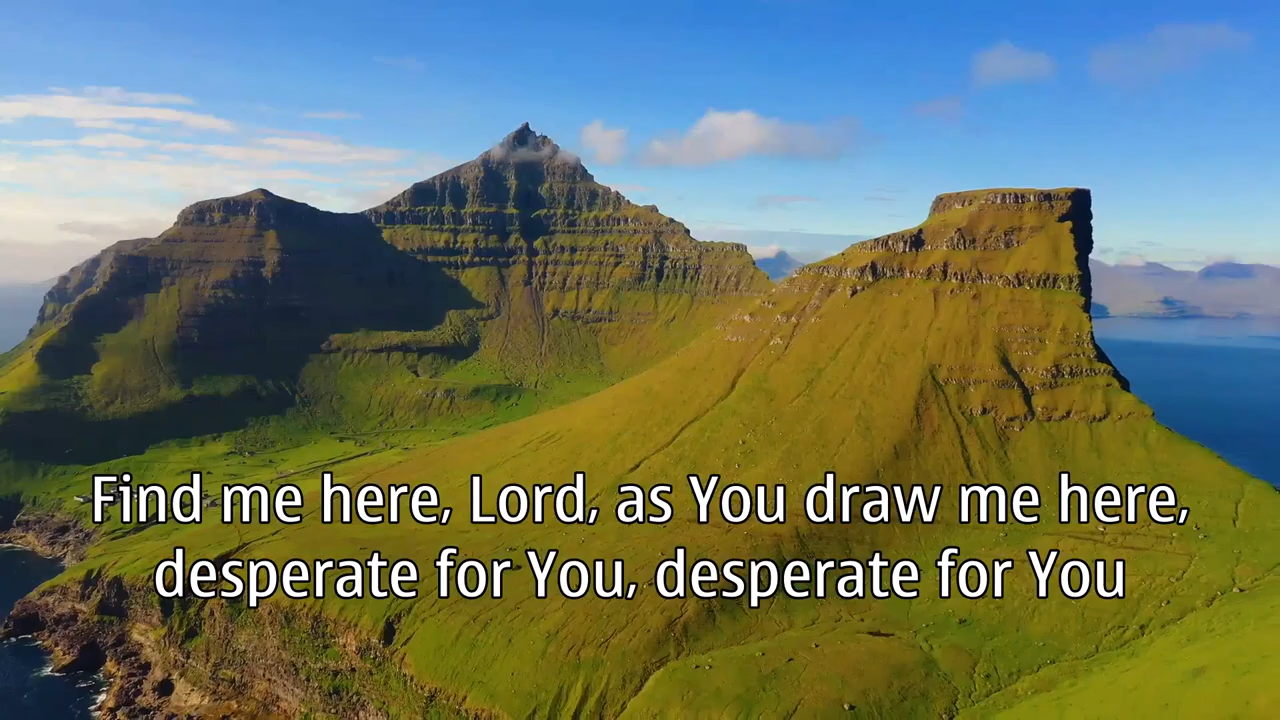 Find me here, Lord, as You draw me here,
desperate for You, desperate for You